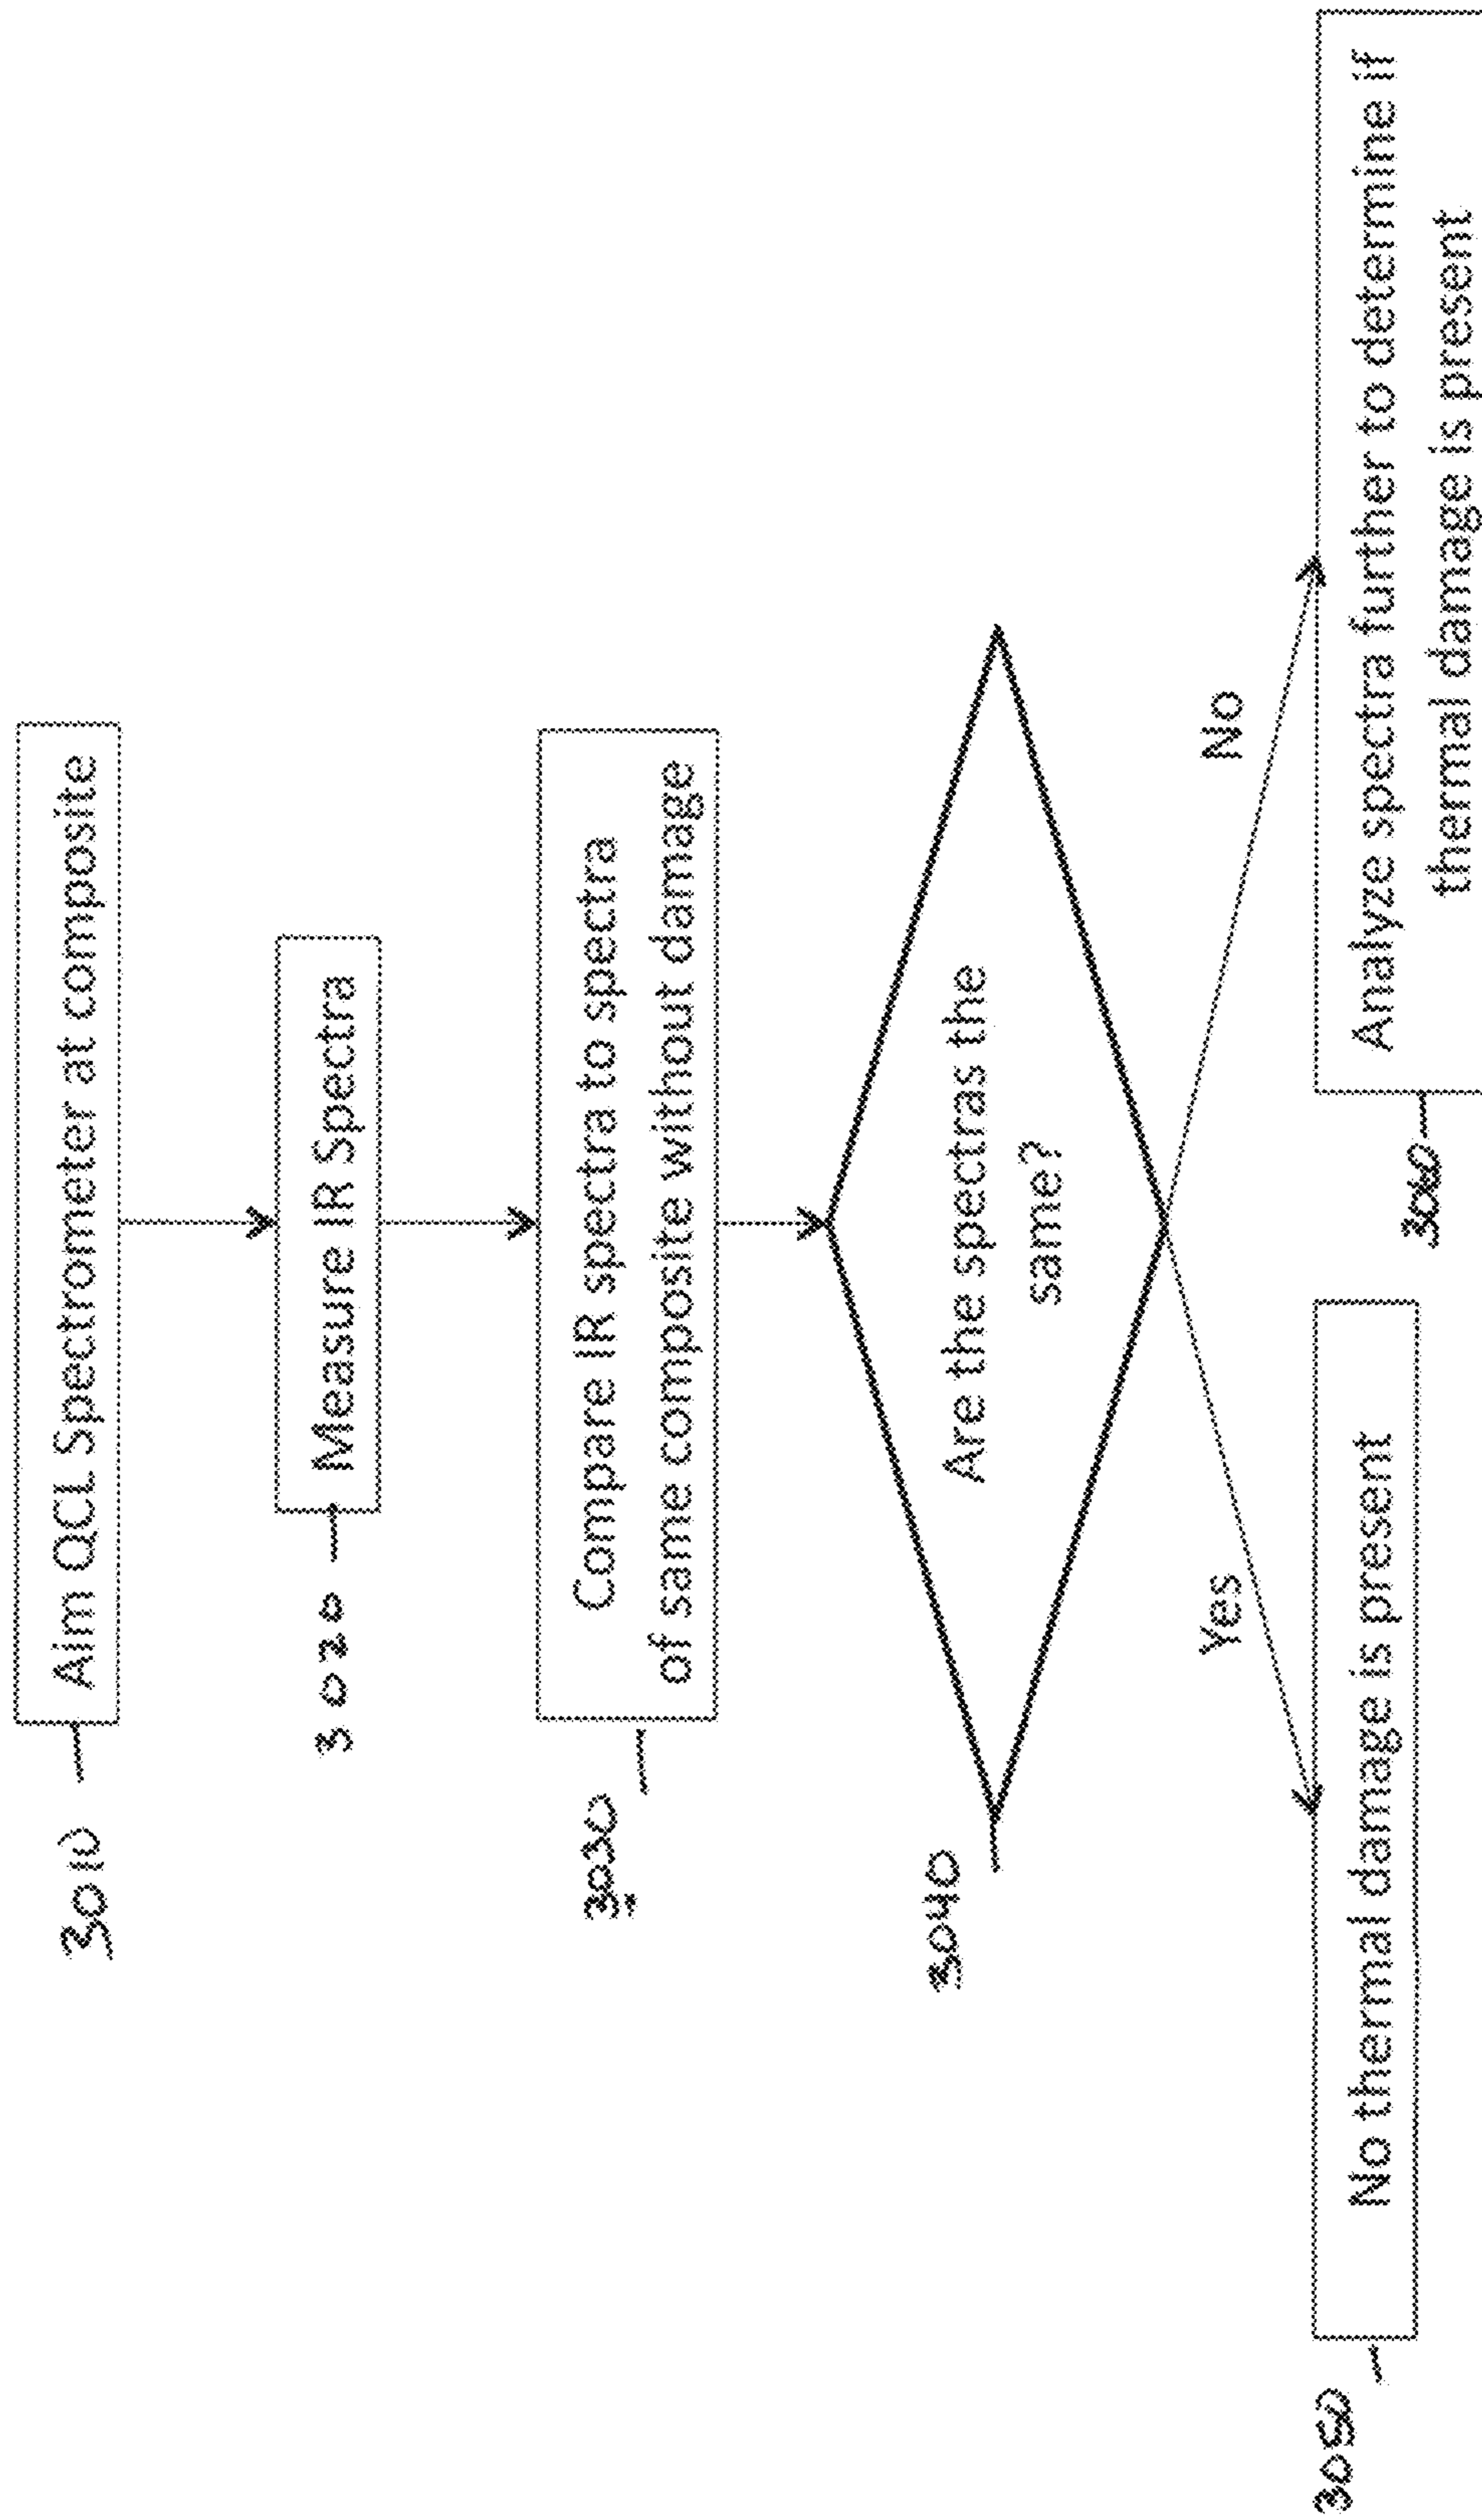 3010
Aim QCL Spectrometer at composite
3020
Measure IR Spectra
3030
Compare IR spectra to spectra
of same composite without damage
3040
Are the spectras the
same?
Yes
No
3050
No thermal damage is present
3060
Analyze spectra further to determine if
thermal damage is present